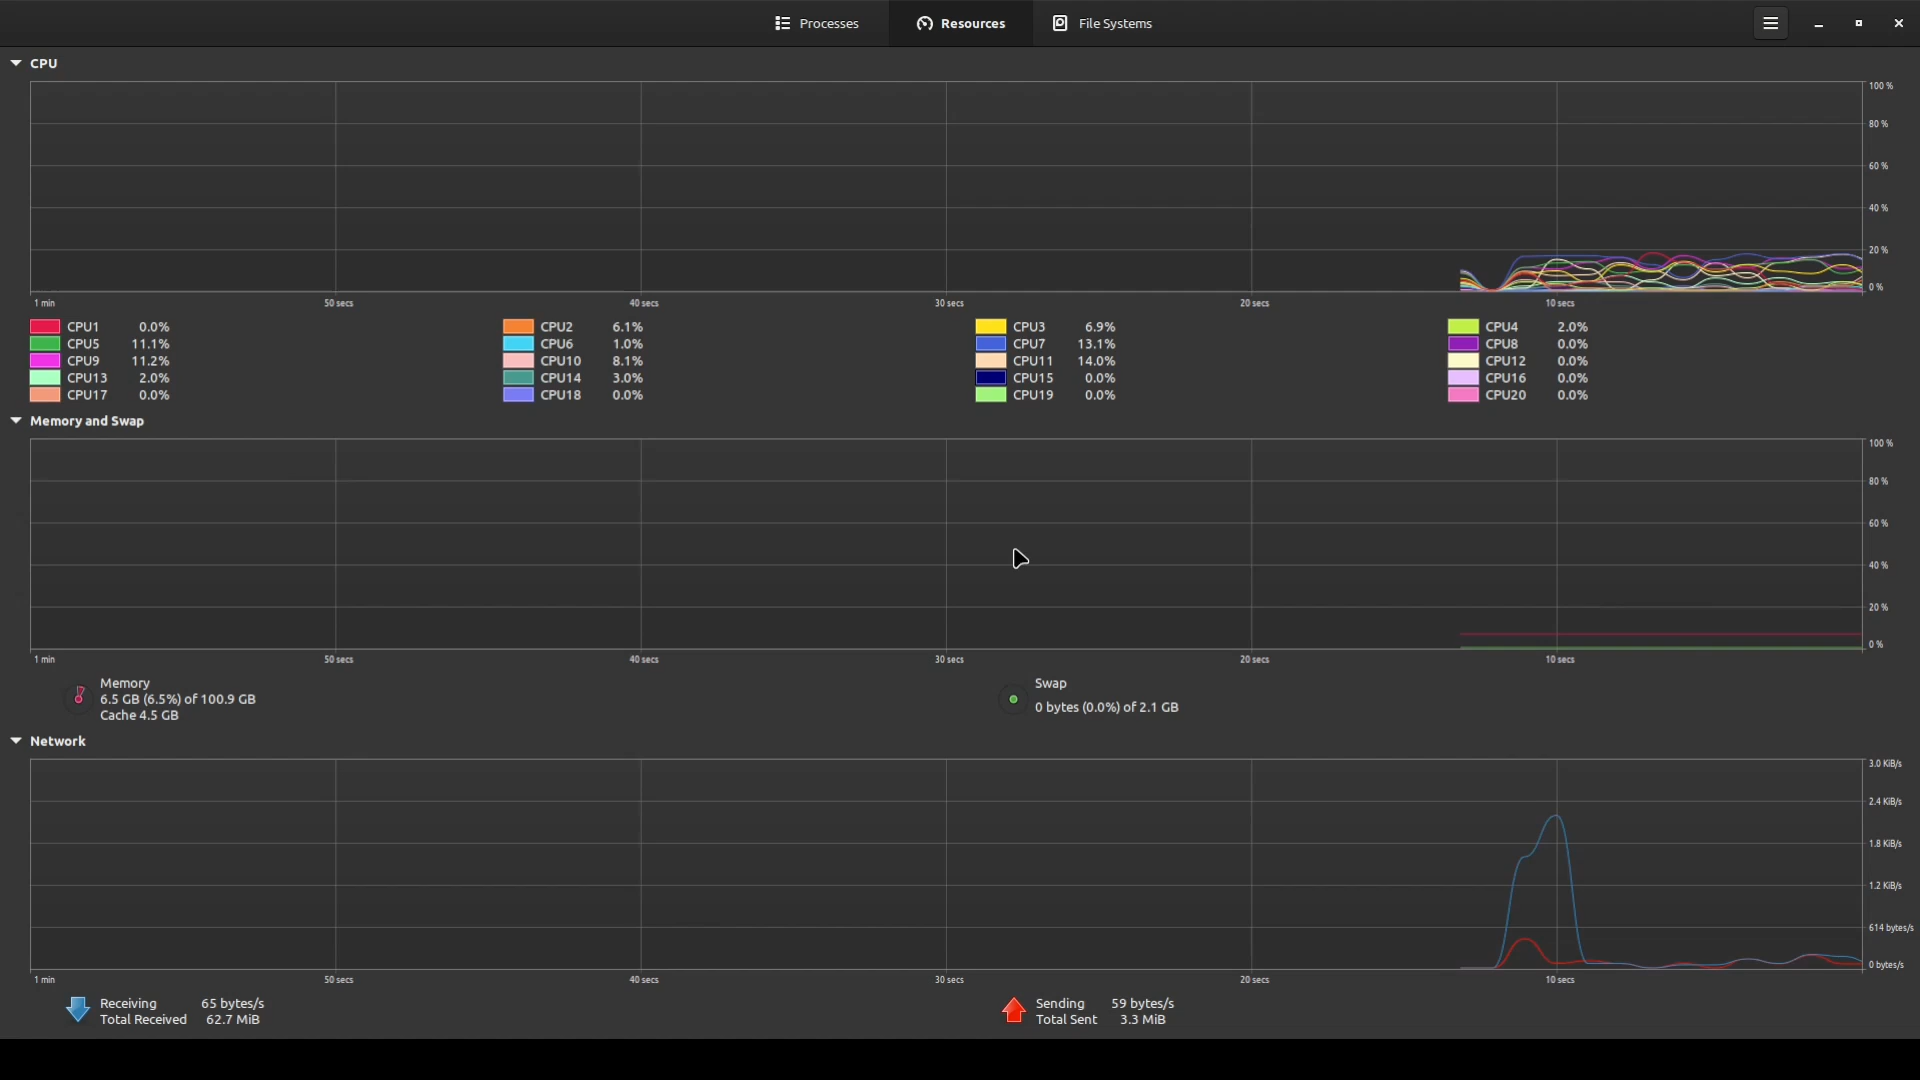 Processes Resources File Systems
CPU
100 %
80 %
60 %
40 %
20 %
0 %
1 min 50 secs 40 secs 30 secs 20 secs 10 secs
CPU1 0.0% CPU2 6.1% CPU3 6.9% CPU4 2.0%
CPU5 11.1% CPU6 1.0% CPU7 13.1% CPU8 0.0%
CPU9 11.2% CPU10 8.1% CPU11 14.0% CPU12 0.0%
CPU13 2.0% CPU14 3.0% CPU15 0.0% CPU16 0.0%
CPU17 0.0% CPU18 0.0% CPU19 0.0% CPU20 0.0%
Memory and Swap
100 %
80 %
60 %
40 %
20 %
0 %
1 min 50 secs 40 secs 30 secs 20 secs 10 secs
Memory
6.5 GB (6.5%) of 100.9 GB
Cache 4.5 GB
Swap
0 bytes (0.0%) of 2.1 GB
Network
3.0 KiB/s
2.4 KiB/s
1.8 KiB/s
1.2 KiB/s
614 bytes/s
0 bytes/s
1 min 50 secs 40 secs 30 secs 20 secs 10 secs
Receiving 65 bytes/s
Total Received 62.7 MiB
Sending 59 bytes/s
Total Sent 3.3 MiB